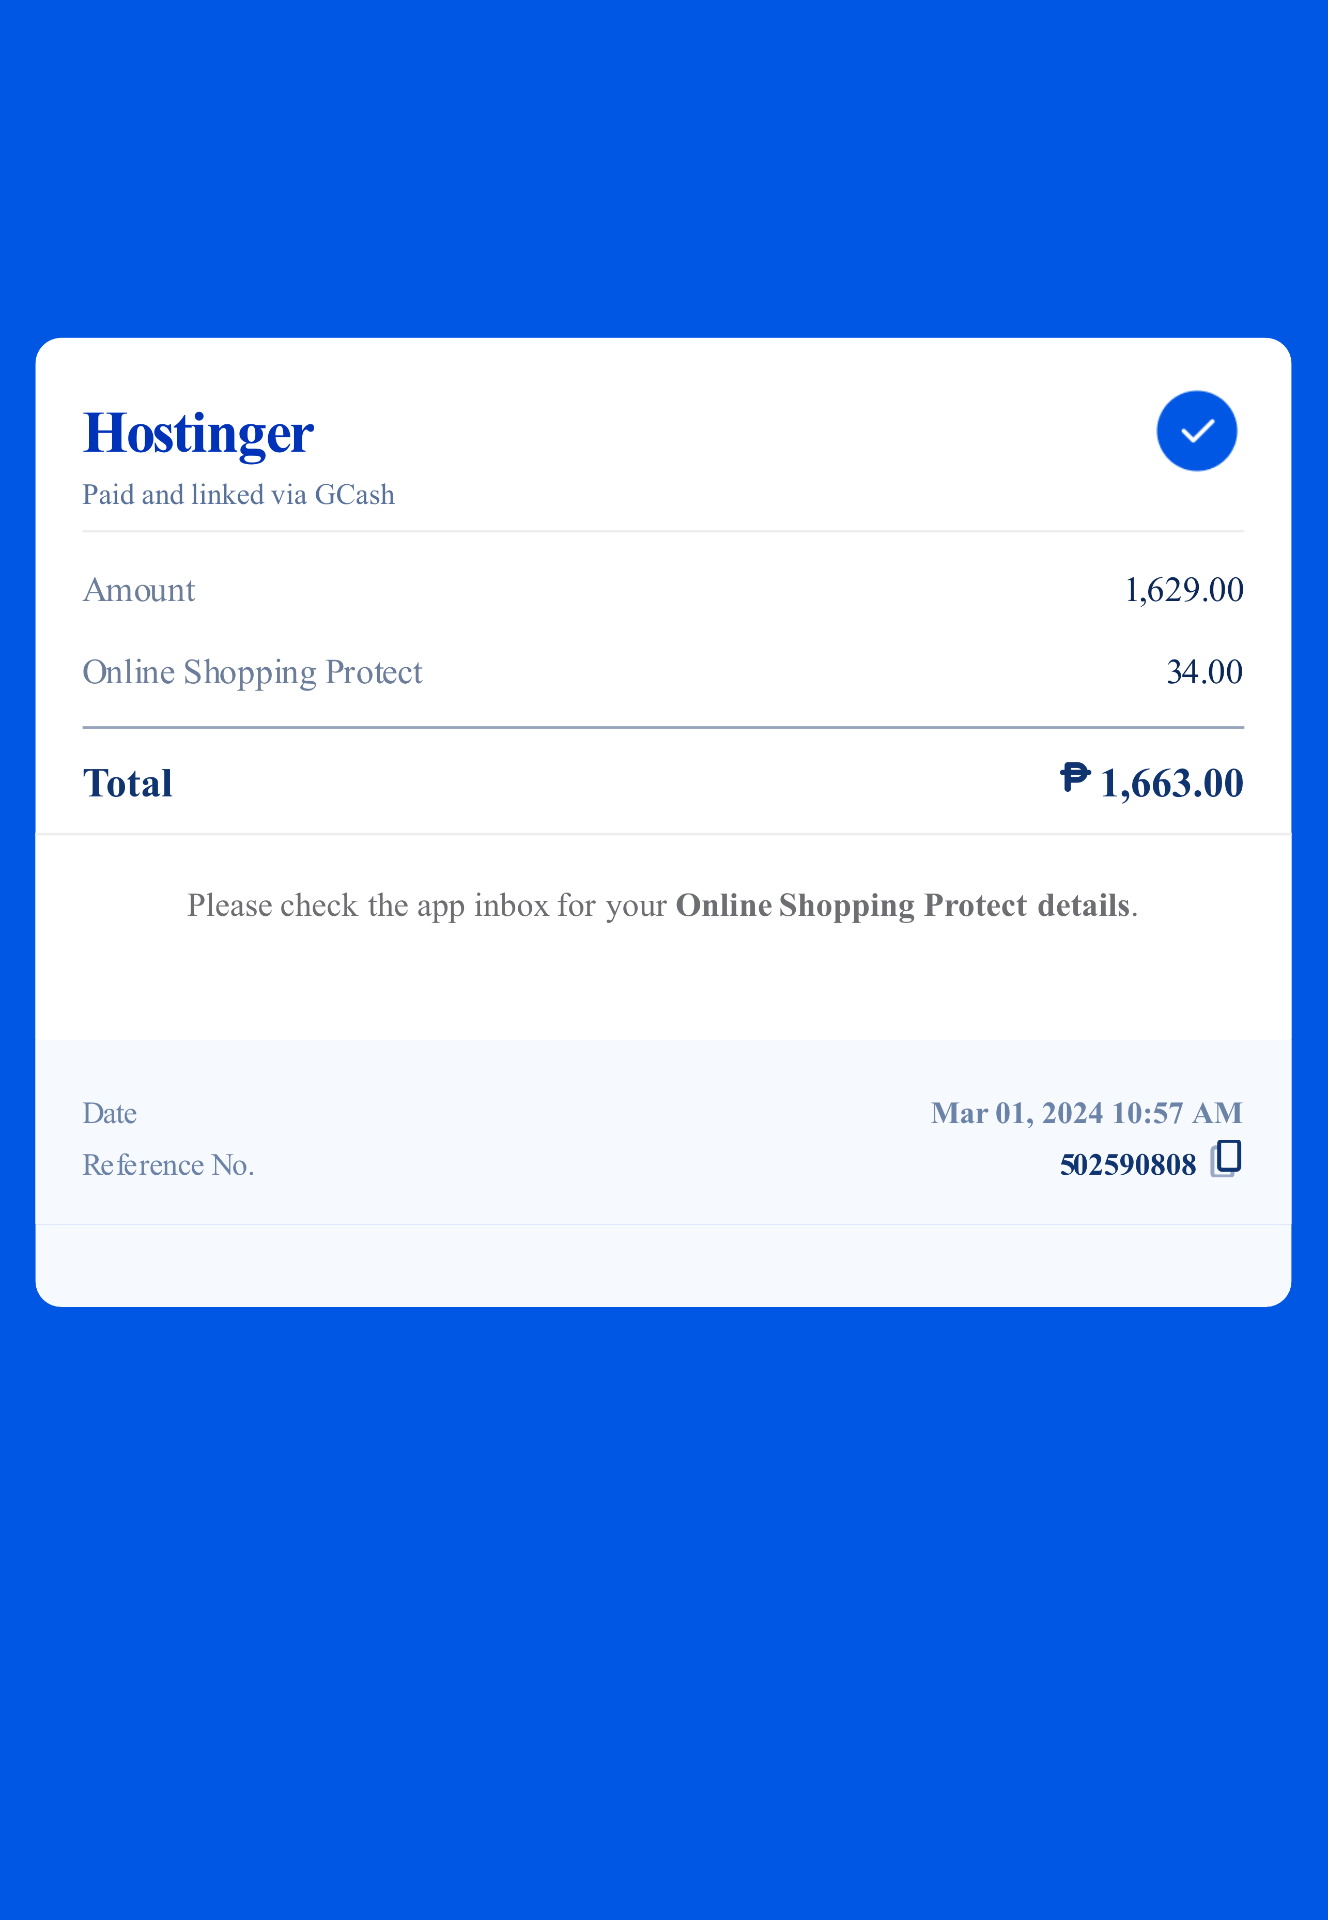 Hostinger
Paid and linked via GCash
Amount 1,629.00
Online Shopping Protect 34.00
Total ₱ 1,663.00
Please check the app inbox for your Online Shopping Protect details.
Date Mar 01, 2024 10:57 AM
Reference No. 502590808